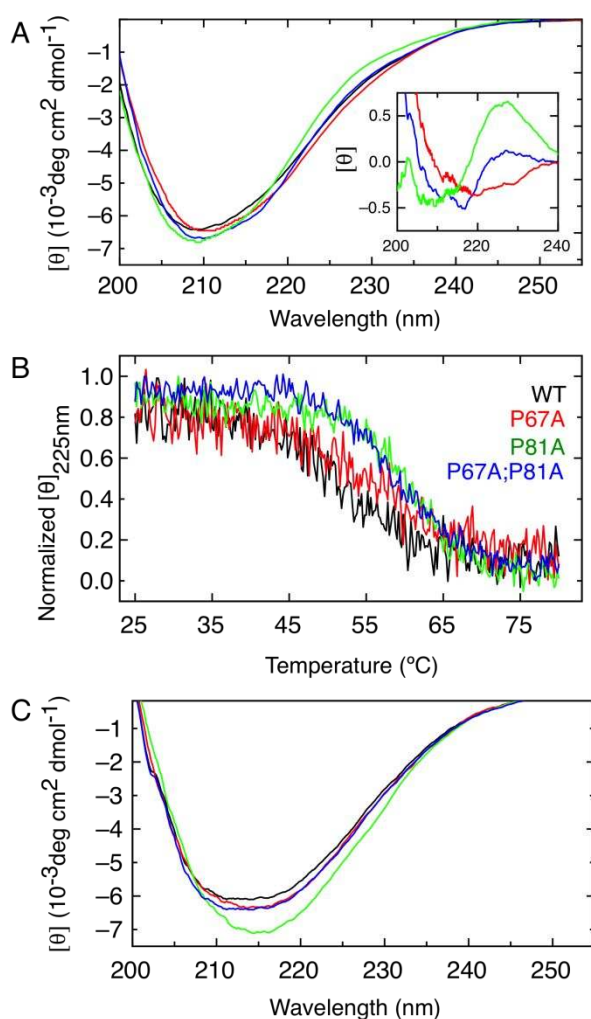 A
[θ] (10⁻³deg cm² dmol⁻¹)
−1
−2
−3
−4
−5
−6
−7
200 210 220 230 240 250
Wavelength (nm)
[θ]
0.5
0.0
−0.5
200 220 240
B
Normalized [θ]225nm
1.0
0.8
0.6
0.4
0.2
0.0
WT
P67A
P81A
P67A;P81A
25 35 45 55 65 75
Temperature (ºC)
C
[θ] (10⁻³deg cm² dmol⁻¹)
−1
−2
−3
−4
−5
−6
−7
200 210 220 230 240 250
Wavelength (nm)